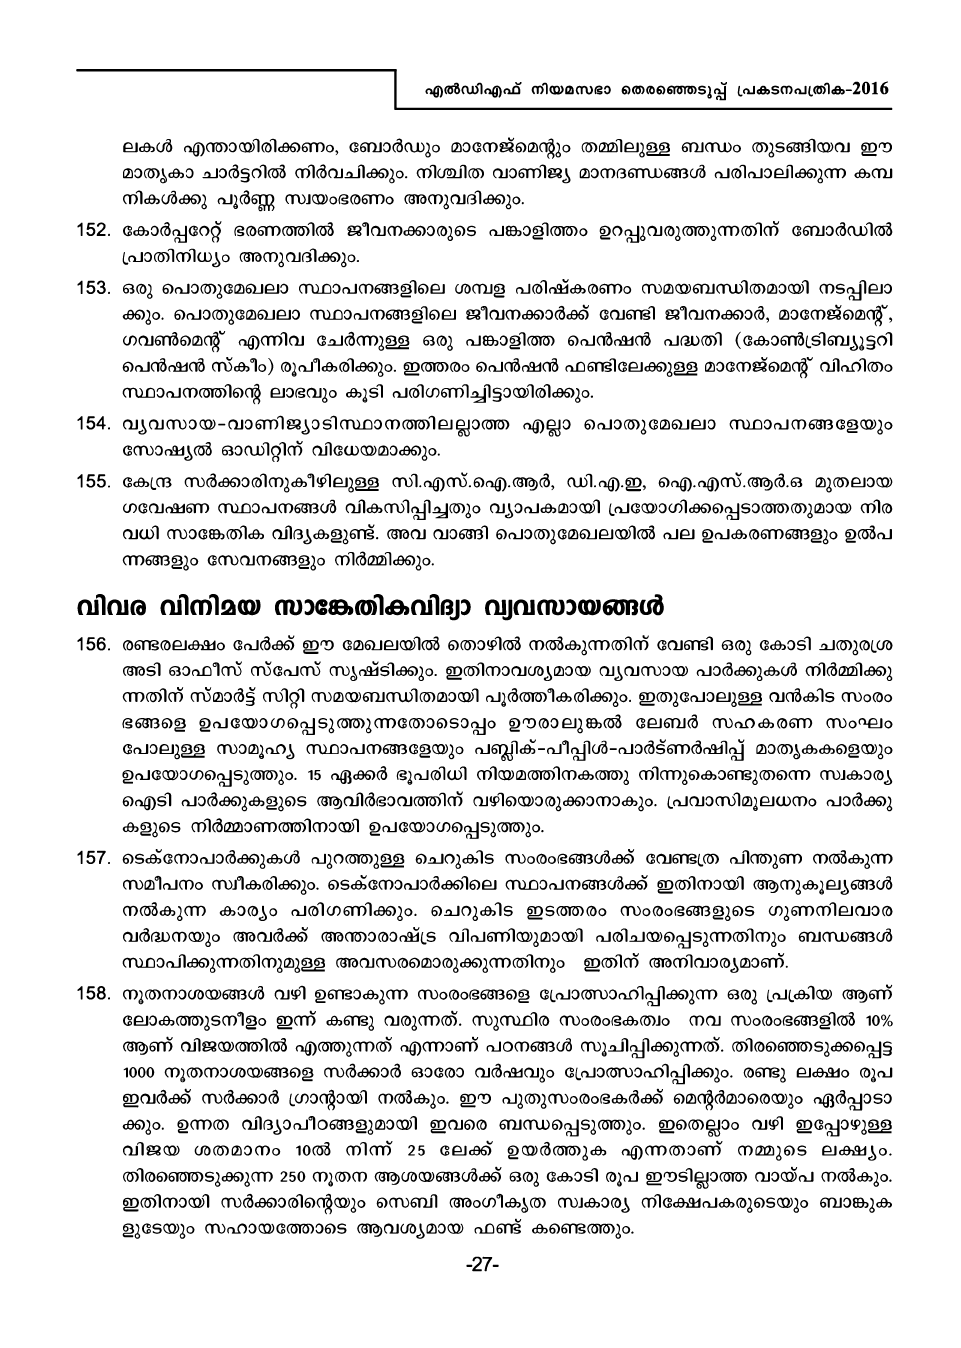 എൽഡിഎഫ് നിയമസഭാ തെരഞ്ഞെടുപ്പ് പ്രകടനപത്രിക-2016
ലകൾ എന്തായിരിക്കണം, ബോർഡും മാനേജ്മെന്റും തമ്മിലുള്ള ബന്ധം തുടങ്ങിയവ ഈ
മാതൃകാ ചാർട്ടറിൽ നിർവചിക്കും. നിശ്ചിത വാണിജ്യ മാനദണ്ഡങ്ങൾ പരിപാലിക്കുന്ന കമ്പ
നികൾക്കു പൂർണ്ണ സ്വയംഭരണം അനുവദിക്കും.
152. കോർപ്പറേറ്റ് ഭരണത്തിൽ ജീവനക്കാരുടെ പങ്കാളിത്തം ഉറപ്പുവരുത്തുന്നതിന് ബോർഡിൽ
പ്രാതിനിധ്യം അനുവദിക്കും.
153. ഒരു പൊതുമേഖലാ സ്ഥാപനങ്ങളിലെ ശമ്പള പരിഷ്കരണം സമയബന്ധിതമായി നടപ്പിലാ
ക്കും. പൊതുമേഖലാ സ്ഥാപനങ്ങളിലെ ജീവനക്കാർക്ക് വേണ്ടി ജീവനക്കാർ, മാനേജ്മെന്റ്,
ഗവൺമെന്റ് എന്നിവ ചേർന്നുള്ള ഒരു പങ്കാളിത്ത പെൻഷൻ പദ്ധതി (കോൺട്രിബ്യൂട്ടറി
പെൻഷൻ സ്കീം) രൂപീകരിക്കും. ഇത്തരം പെൻഷൻ ഫണ്ടിലേക്കുള്ള മാനേജ്മെന്റ് വിഹിതം
സ്ഥാപനത്തിന്റെ ലാഭവും കൂടി പരിഗണിച്ചിട്ടായിരിക്കും.
154. വ്യവസായ-വാണിജ്യാടിസ്ഥാനത്തിലല്ലാത്ത എല്ലാ പൊതുമേഖലാ സ്ഥാപനങ്ങളേയും
സോഷ്യൽ ഓഡിറ്റിന് വിധേയമാക്കും.
155. കേന്ദ്ര സർക്കാരിനുകീഴിലുള്ള സി.എസ്.ഐ.ആർ, ഡി.എ.ഇ, ഐ.എസ്.ആർ.ഒ മുതലായ
ഗവേഷണ സ്ഥാപനങ്ങൾ വികസിപ്പിച്ചതും വ്യാപകമായി പ്രയോഗിക്കപ്പെടാത്തതുമായ നിര
വധി സാങ്കേതിക വിദ്യകളുണ്ട്. അവ വാങ്ങി പൊതുമേഖലയിൽ പല ഉപകരണങ്ങളും ഉൽപ
ന്നങ്ങളും സേവനങ്ങളും നിർമ്മിക്കും.
വിവര വിനിമയ സാങ്കേതികവിദ്യാ വ്യവസായങ്ങൾ
156. രണ്ടരലക്ഷം പേർക്ക് ഈ മേഖലയിൽ തൊഴിൽ നൽകുന്നതിന് വേണ്ടി ഒരു കോടി ചതുരശ്ര
അടി ഓഫീസ് സ്പേസ് സൃഷ്ടിക്കും. ഇതിനാവശ്യമായ വ്യവസായ പാർക്കുകൾ നിർമ്മിക്കു
ന്നതിന് സ്മാർട്ട് സിറ്റി സമയബന്ധിതമായി പൂർത്തീകരിക്കും. ഇതുപോലുള്ള വൻകിട സംരം
ഭങ്ങളെ ഉപയോഗപ്പെടുത്തുന്നതോടൊപ്പം ഊരാലുങ്കൽ ലേബർ സഹകരണ സംഘം
പോലുള്ള സാമൂഹ്യ സ്ഥാപനങ്ങളേയും പബ്ലിക്-പീപ്പിൾ-പാർട്ണർഷിപ്പ് മാതൃകകളെയും
ഉപയോഗപ്പെടുത്തും. 15 ഏക്കർ ഭൂപരിധി നിയമത്തിനകത്തു നിന്നുകൊണ്ടുതന്നെ സ്വകാര്യ
ഐടി പാർക്കുകളുടെ ആവിർഭാവത്തിന് വഴിയൊരുക്കാനാകും. പ്രവാസിമൂലധനം പാർക്കു
കളുടെ നിർമ്മാണത്തിനായി ഉപയോഗപ്പെടുത്തും.
157. ടെക്നോപാർക്കുകൾ പുറത്തുള്ള ചെറുകിട സംരംഭങ്ങൾക്ക് വേണ്ടത്ര പിന്തുണ നൽകുന്ന
സമീപനം സ്വീകരിക്കും. ടെക്നോപാർക്കിലെ സ്ഥാപനങ്ങൾക്ക് ഇതിനായി ആനുകൂല്യങ്ങൾ
നൽകുന്ന കാര്യം പരിഗണിക്കും. ചെറുകിട ഇടത്തരം സംരംഭങ്ങളുടെ ഗുണനിലവാര
വർദ്ധനയും അവർക്ക് അന്താരാഷ്ട്ര വിപണിയുമായി പരിചയപ്പെടുന്നതിനും ബന്ധങ്ങൾ
സ്ഥാപിക്കുന്നതിനുമുള്ള അവസരമൊരുക്കുന്നതിനും ഇതിന് അനിവാര്യമാണ്.
158. നൂതനാശയങ്ങൾ വഴി ഉണ്ടാകുന്ന സംരംഭങ്ങളെ പ്രോത്സാഹിപ്പിക്കുന്ന ഒരു പ്രക്രിയ ആണ്
ലോകത്തുടനീളം ഇന്ന് കണ്ടു വരുന്നത്. സുസ്ഥിര സംരംഭകത്വം നവ സംരംഭങ്ങളിൽ 10%
ആണ് വിജയത്തിൽ എത്തുന്നത് എന്നാണ് പഠനങ്ങൾ സൂചിപ്പിക്കുന്നത്. തിരഞ്ഞെടുക്കപ്പെട്ട
1000 നൂതനാശയങ്ങളെ സർക്കാർ ഓരോ വർഷവും പ്രോത്സാഹിപ്പിക്കും. രണ്ടു ലക്ഷം രൂപ
ഇവർക്ക് സർക്കാർ ഗ്രാന്റായി നൽകും. ഈ പുതുസംരംഭകർക്ക് മെന്റർമാരെയും ഏർപ്പാടാ
ക്കും. ഉന്നത വിദ്യാപീഠങ്ങളുമായി ഇവരെ ബന്ധപ്പെടുത്തും. ഇതെല്ലാം വഴി ഇപ്പോഴുള്ള
വിജയ ശതമാനം 10ൽ നിന്ന് 25 ലേക്ക് ഉയർത്തുക എന്നതാണ് നമ്മുടെ ലക്ഷ്യം.
തിരഞ്ഞെടുക്കുന്ന 250 നൂതന ആശയങ്ങൾക്ക് ഒരു കോടി രൂപ ഈടില്ലാത്ത വായ്പ നൽകും.
ഇതിനായി സർക്കാരിന്റെയും സെബി അംഗീകൃത സ്വകാര്യ നിക്ഷേപകരുടെയും ബാങ്കുക
ളുടേയും സഹായത്തോടെ ആവശ്യമായ ഫണ്ട് കണ്ടെത്തും.
-27-